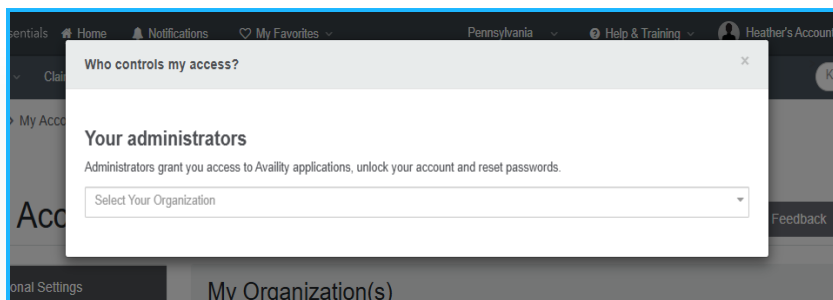 sentials Home Notifications My Favorites Pennsylvania Help & Training Heather's Account
Clai
Who controls my access? ×
K
My Acco
Your administrators
Administrators grant you access to Availity applications, unlock your account and reset passwords.
Select Your Organization
Acc
Feedback
onal Settings
My Organization(s)